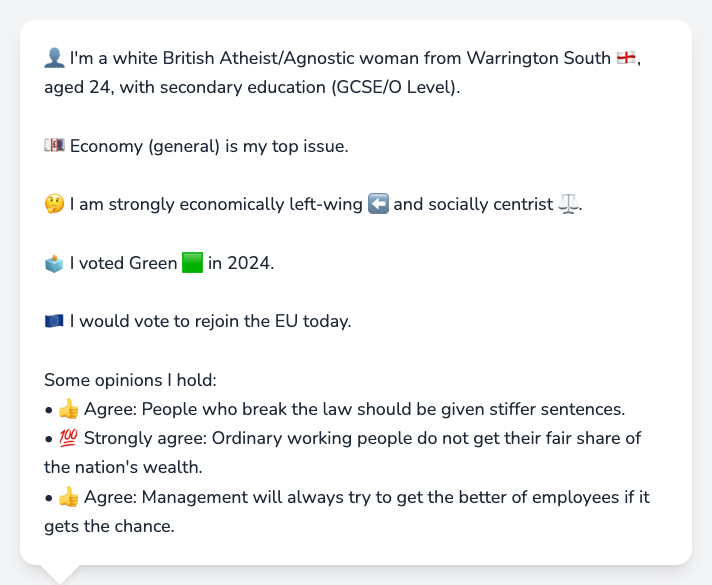 👤 I'm a white British Atheist/Agnostic woman from Warrington South 🏴󠁧󠁢󠁥󠁮󠁧󠁿,
aged 24, with secondary education (GCSE/O Level).
💷 Economy (general) is my top issue.
🤔 I am strongly economically left-wing ⬅️ and socially centrist ⚖️.
🗳️ I voted Green 🟩 in 2024.
🇪🇺 I would vote to rejoin the EU today.
Some opinions I hold:
• 👍 Agree: People who break the law should be given stiffer sentences.
• 💯 Strongly agree: Ordinary working people do not get their fair share of
the nation's wealth.
• 👍 Agree: Management will always try to get the better of employees if it
gets the chance.